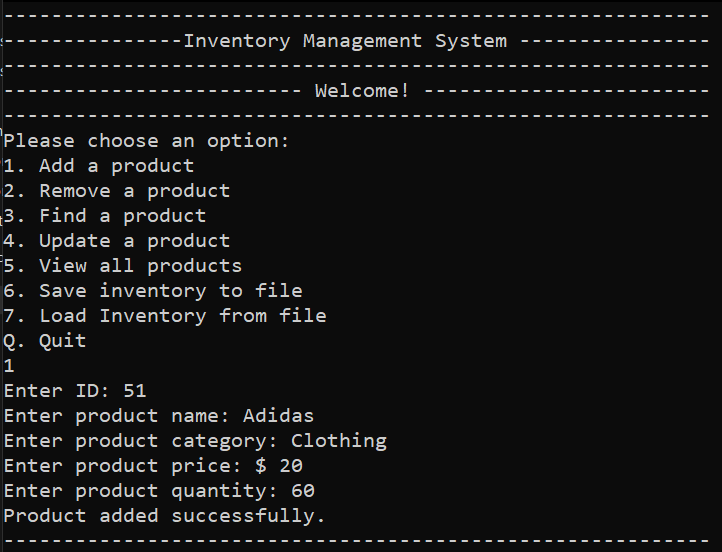 -----------------------------------------------------------
---------------Inventory Management System ----------------
-----------------------------------------------------------
------------------------- Welcome! ------------------------
-----------------------------------------------------------
Please choose an option:
1. Add a product
2. Remove a product
3. Find a product
4. Update a product
5. View all products
6. Save inventory to file
7. Load Inventory from file
Q. Quit
1
Enter ID: 51
Enter product name: Adidas
Enter product category: Clothing
Enter product price: $ 20
Enter product quantity: 60
Product added successfully.
-----------------------------------------------------------